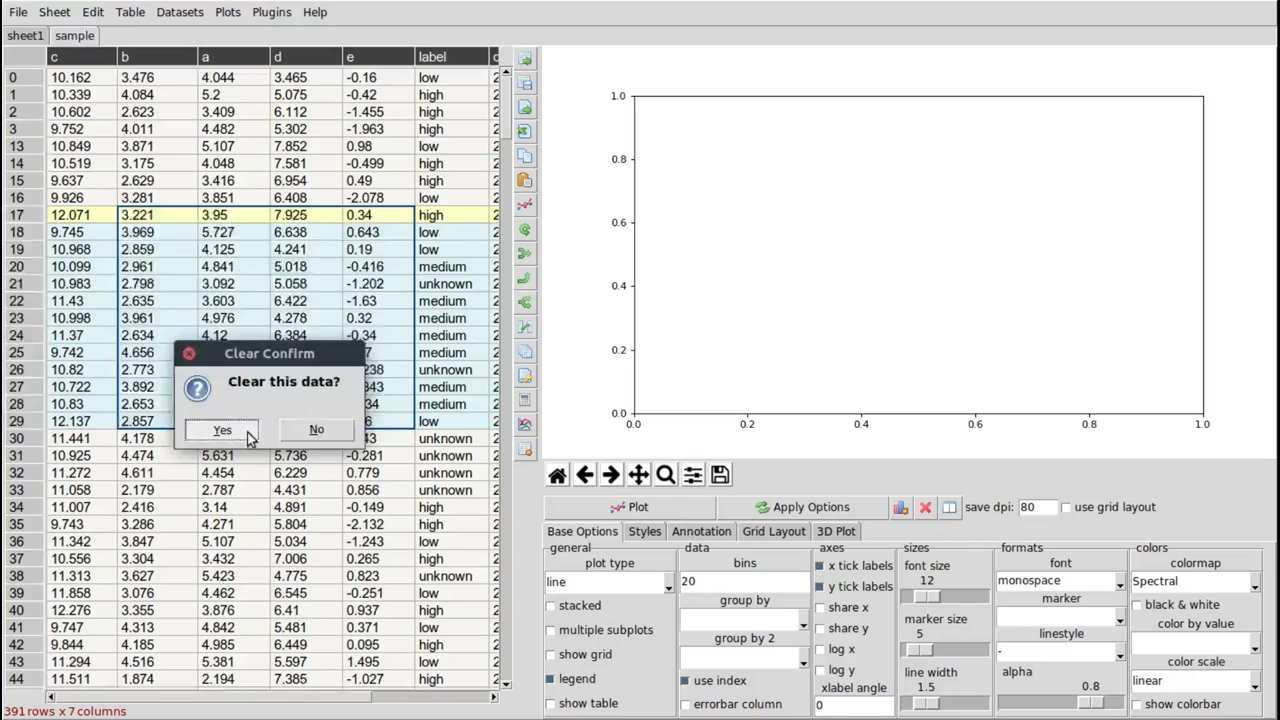 File Sheet Edit Table Datasets Plots Plugins Help
sheet1 sample
c b a d e label
0 10.162 3.476 4.044 3.465 -0.16 low
1 10.339 4.084 5.2 5.075 -0.42 high
2 10.602 2.623 3.409 6.112 -1.455 high
3 9.752 4.011 4.482 5.302 -1.963 high
13 10.849 3.871 5.107 7.852 0.98 low
14 10.519 3.175 4.048 7.581 -0.499 high
15 9.637 2.629 3.416 6.954 0.49 high
16 9.926 3.281 3.851 6.408 -2.078 low
17 12.071 3.221 3.95 7.925 0.34 high
18 9.745 3.969 5.727 6.638 0.643 low
19 10.968 2.859 4.125 4.241 0.19 low
20 10.099 2.961 4.841 5.018 -0.416 medium
21 10.983 2.798 3.092 5.058 -1.202 unknown
22 11.43 2.635 3.603 6.422 -1.63 medium
23 10.998 3.961 4.976 4.278 0.32 medium
24 11.37 2.634 4.12 6.384 -0.34 medium
25 9.742 4.656 medium
26 10.82 2.773 unknown
27 10.722 3.892 medium
28 10.83 2.653 medium
29 12.137 2.857 low
30 11.441 4.178 unknown
31 10.925 4.474 5.631 5.736 -0.281 unknown
32 11.272 4.611 4.454 6.229 0.779 unknown
33 11.058 2.179 2.787 4.431 0.856 unknown
34 11.007 2.416 3.14 4.891 -0.149 high
35 9.743 3.286 4.271 5.804 -2.132 high
36 11.342 3.847 5.107 5.034 -1.243 low
37 10.556 3.304 3.432 7.006 0.265 high
38 11.313 3.627 5.423 4.775 0.823 unknown
39 11.858 3.076 4.462 6.545 -0.251 low
40 12.276 3.355 3.876 6.41 0.937 high
41 9.747 4.313 4.842 5.481 0.371 low
42 9.844 4.185 4.985 6.449 0.095 high
43 11.294 4.516 5.381 5.597 1.495 low
44 11.511 1.874 2.194 7.385 -1.027 high
391 rows x 7 columns
Clear Confirm
Clear this data?
Yes No
1.0
0.8
0.6
0.4
0.2
0.0
0.0 0.2 0.4 0.6 0.8 1.0
Plot Apply Options save dpi: 80 use grid layout
Base Options Styles Annotation Grid Layout 3D Plot
general
plot type
line
stacked
multiple subplots
show grid
legend
show table
data
bins
20
group by
group by 2
use index
errorbar column
axes
x tick labels
y tick labels
share x
share y
log x
log y
xlabel angle
0
sizes
font size
12
marker size
5
line width
1.5
formats
font
monospace
marker
linestyle
-
alpha
0.8
colors
colormap
Spectral
black & white
color by value
color scale
linear
show colorbar